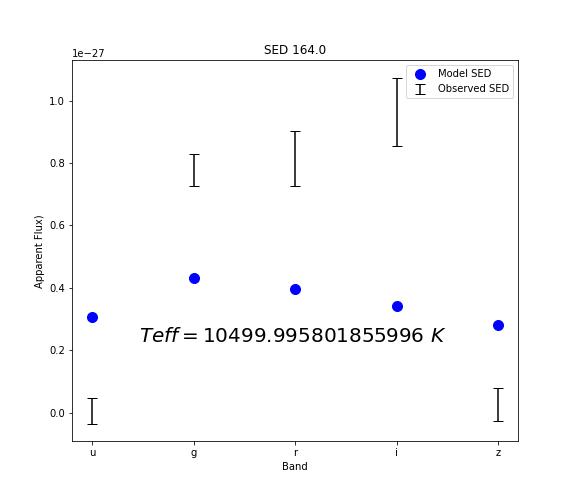 SED 164.0
1e−27
Model SED
Observed SED
1.0
0.8
0.6
0.4
0.2
0.0
Apparent Flux)
Teff = 10499.995801855996 K
u g r i z
Band